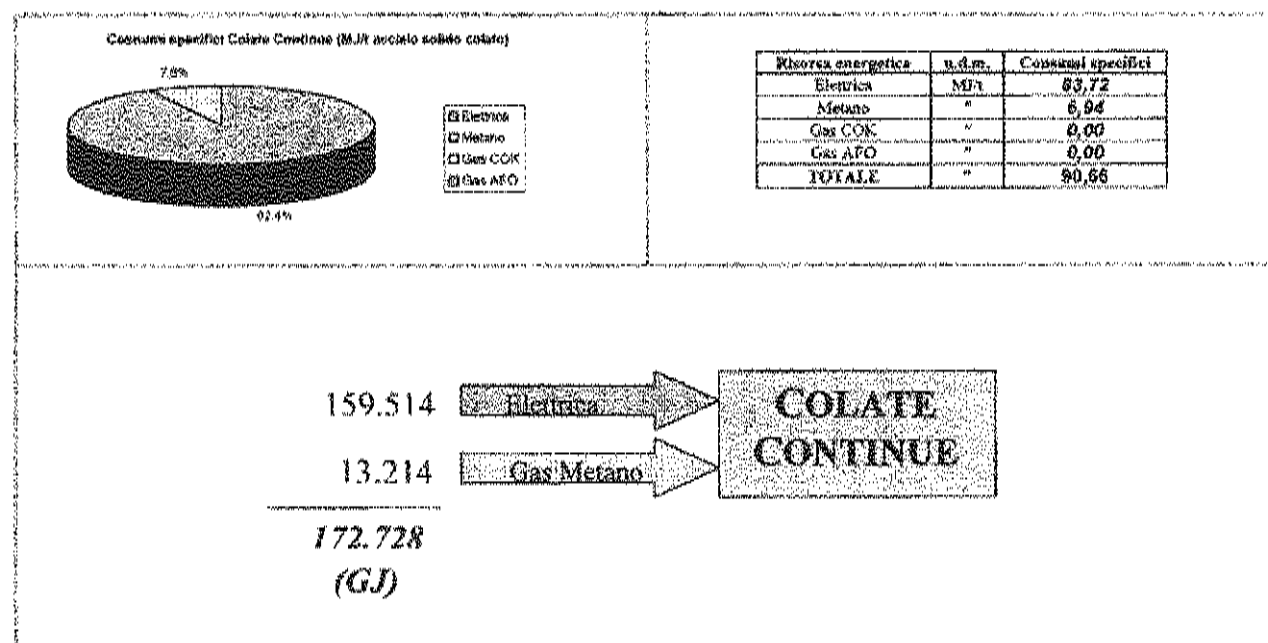 Consumi specifici Colate Continue (MJ/t acciaio solido colato)
7,6%
Elettrica
Metano
Gas COK
Gas AFO
92,4%
Risorsa energetica u.d.m. Consumi specifici
Elettrica MJ/t 83,72
Metano " 6,94
Gas COK " 0,00
Gas AFO " 0,00
TOTALE " 90,66
159.514 Elettrica
13.214 Gas Metano
COLATE
CONTINUE
172.728
(GJ)